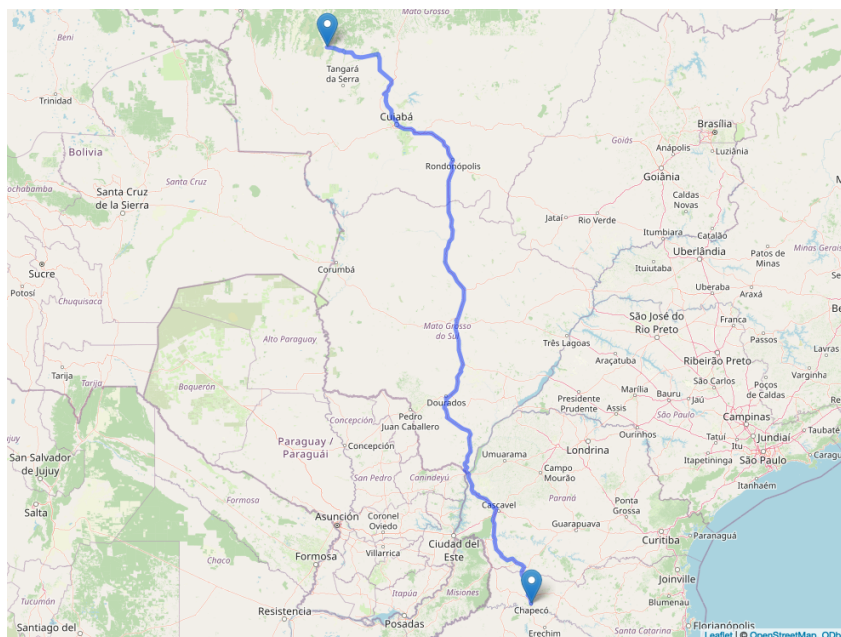 Mato Grosso
Beni
Tangará
da Serra
Trinidad
Cuiabá
Brasília
Goiás
Anápolis
Luziânia
Bolivia
Rondonópolis
Goiânia
Cochabamba
Santa Cruz
de la Sierra
Santa Cruz
Caldas
Novas
Jataí
Rio Verde
Itumbiara
Catalão
Minas Gerais
Sucre
Corumbá
Uberlândia
Patos de
Minas
Ituiutaba
Potosí
Chuquisaca
Uberaba
Araxá
São José do
Rio Preto
Franca
Alto Paraguay
Mato Grosso
do Sul
Três Lagoas
Passos
Lavras
Ribeirão Preto
Araçatuba
Tarija
Tarija
Boquerón
São Carlos
Poços
de Caldas
Varginha
Marília
Bauru
Jaú
Dourados
Presidente
Prudente
Assis
São Paulo
Campinas
Pedro
Juan Caballero
Concepción
Ourinhos
Tatuí
Itu
Jundiaí
Taubaté
Paraguay /
Paraguái
Concepción
Umuarama
Londrina
Itapetininga
São Paulo
San Salvador
de Jujuy
San Pedro
Canindeyú
Campo
Mourão
Itanhaém
Salta
Formosa
Cascavel
Paraná
Ponta
Grossa
Asunción
Coronel
Oviedo
Guarapuava
Curitiba
Paranaguá
Villarrica
Ciudad del
Este
Formosa
Chaco
Joinville
Itapúa
Misiones
Tucumán
Resistencia
Posadas
Chapecó
Blumenau
Santiago del
Erechim
Santa Catarina
Florianópolis
Leaflet | © OpenStreetMap, ODb